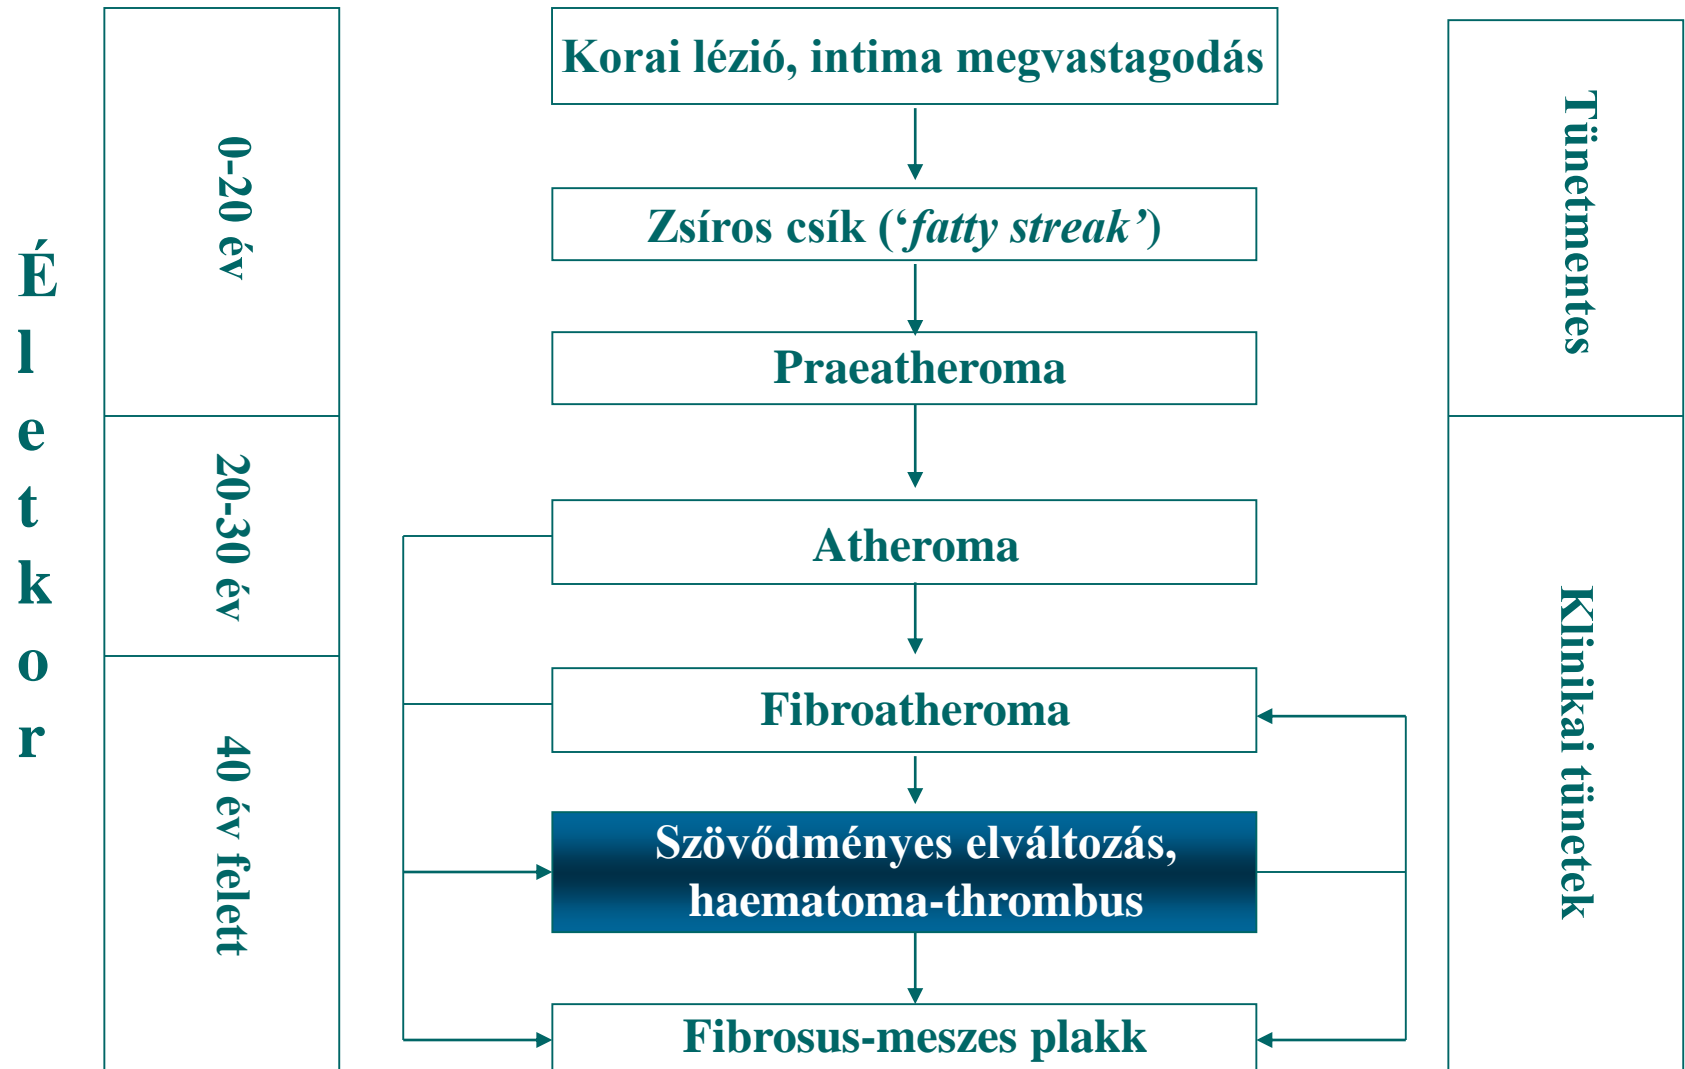 Életkor
0-20 év
20-30 év
40 év felett
Korai lézió, intima megvastagodás
Zsíros csík (‘fatty streak’)
Praeatheroma
Atheroma
Fibroatheroma
Szövődményes elváltozás,
haematoma-thrombus
Fibrosus-meszes plakk
Tünetmentes
Klinikai tünetek